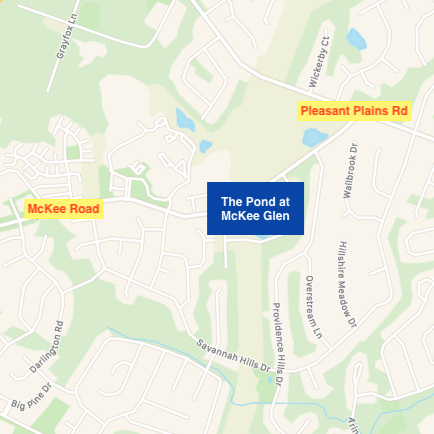 Grayfox Ln
Wickerby Ct
Pleasant Plains Rd
Wallbrook Dr
The Pond at
McKee Glen
McKee Road
Hillshire Meadow Dr
Overstream Ln
Providence Hills Dr
Darlington Rd
Savannah Hills Dr
Big Pine Dr